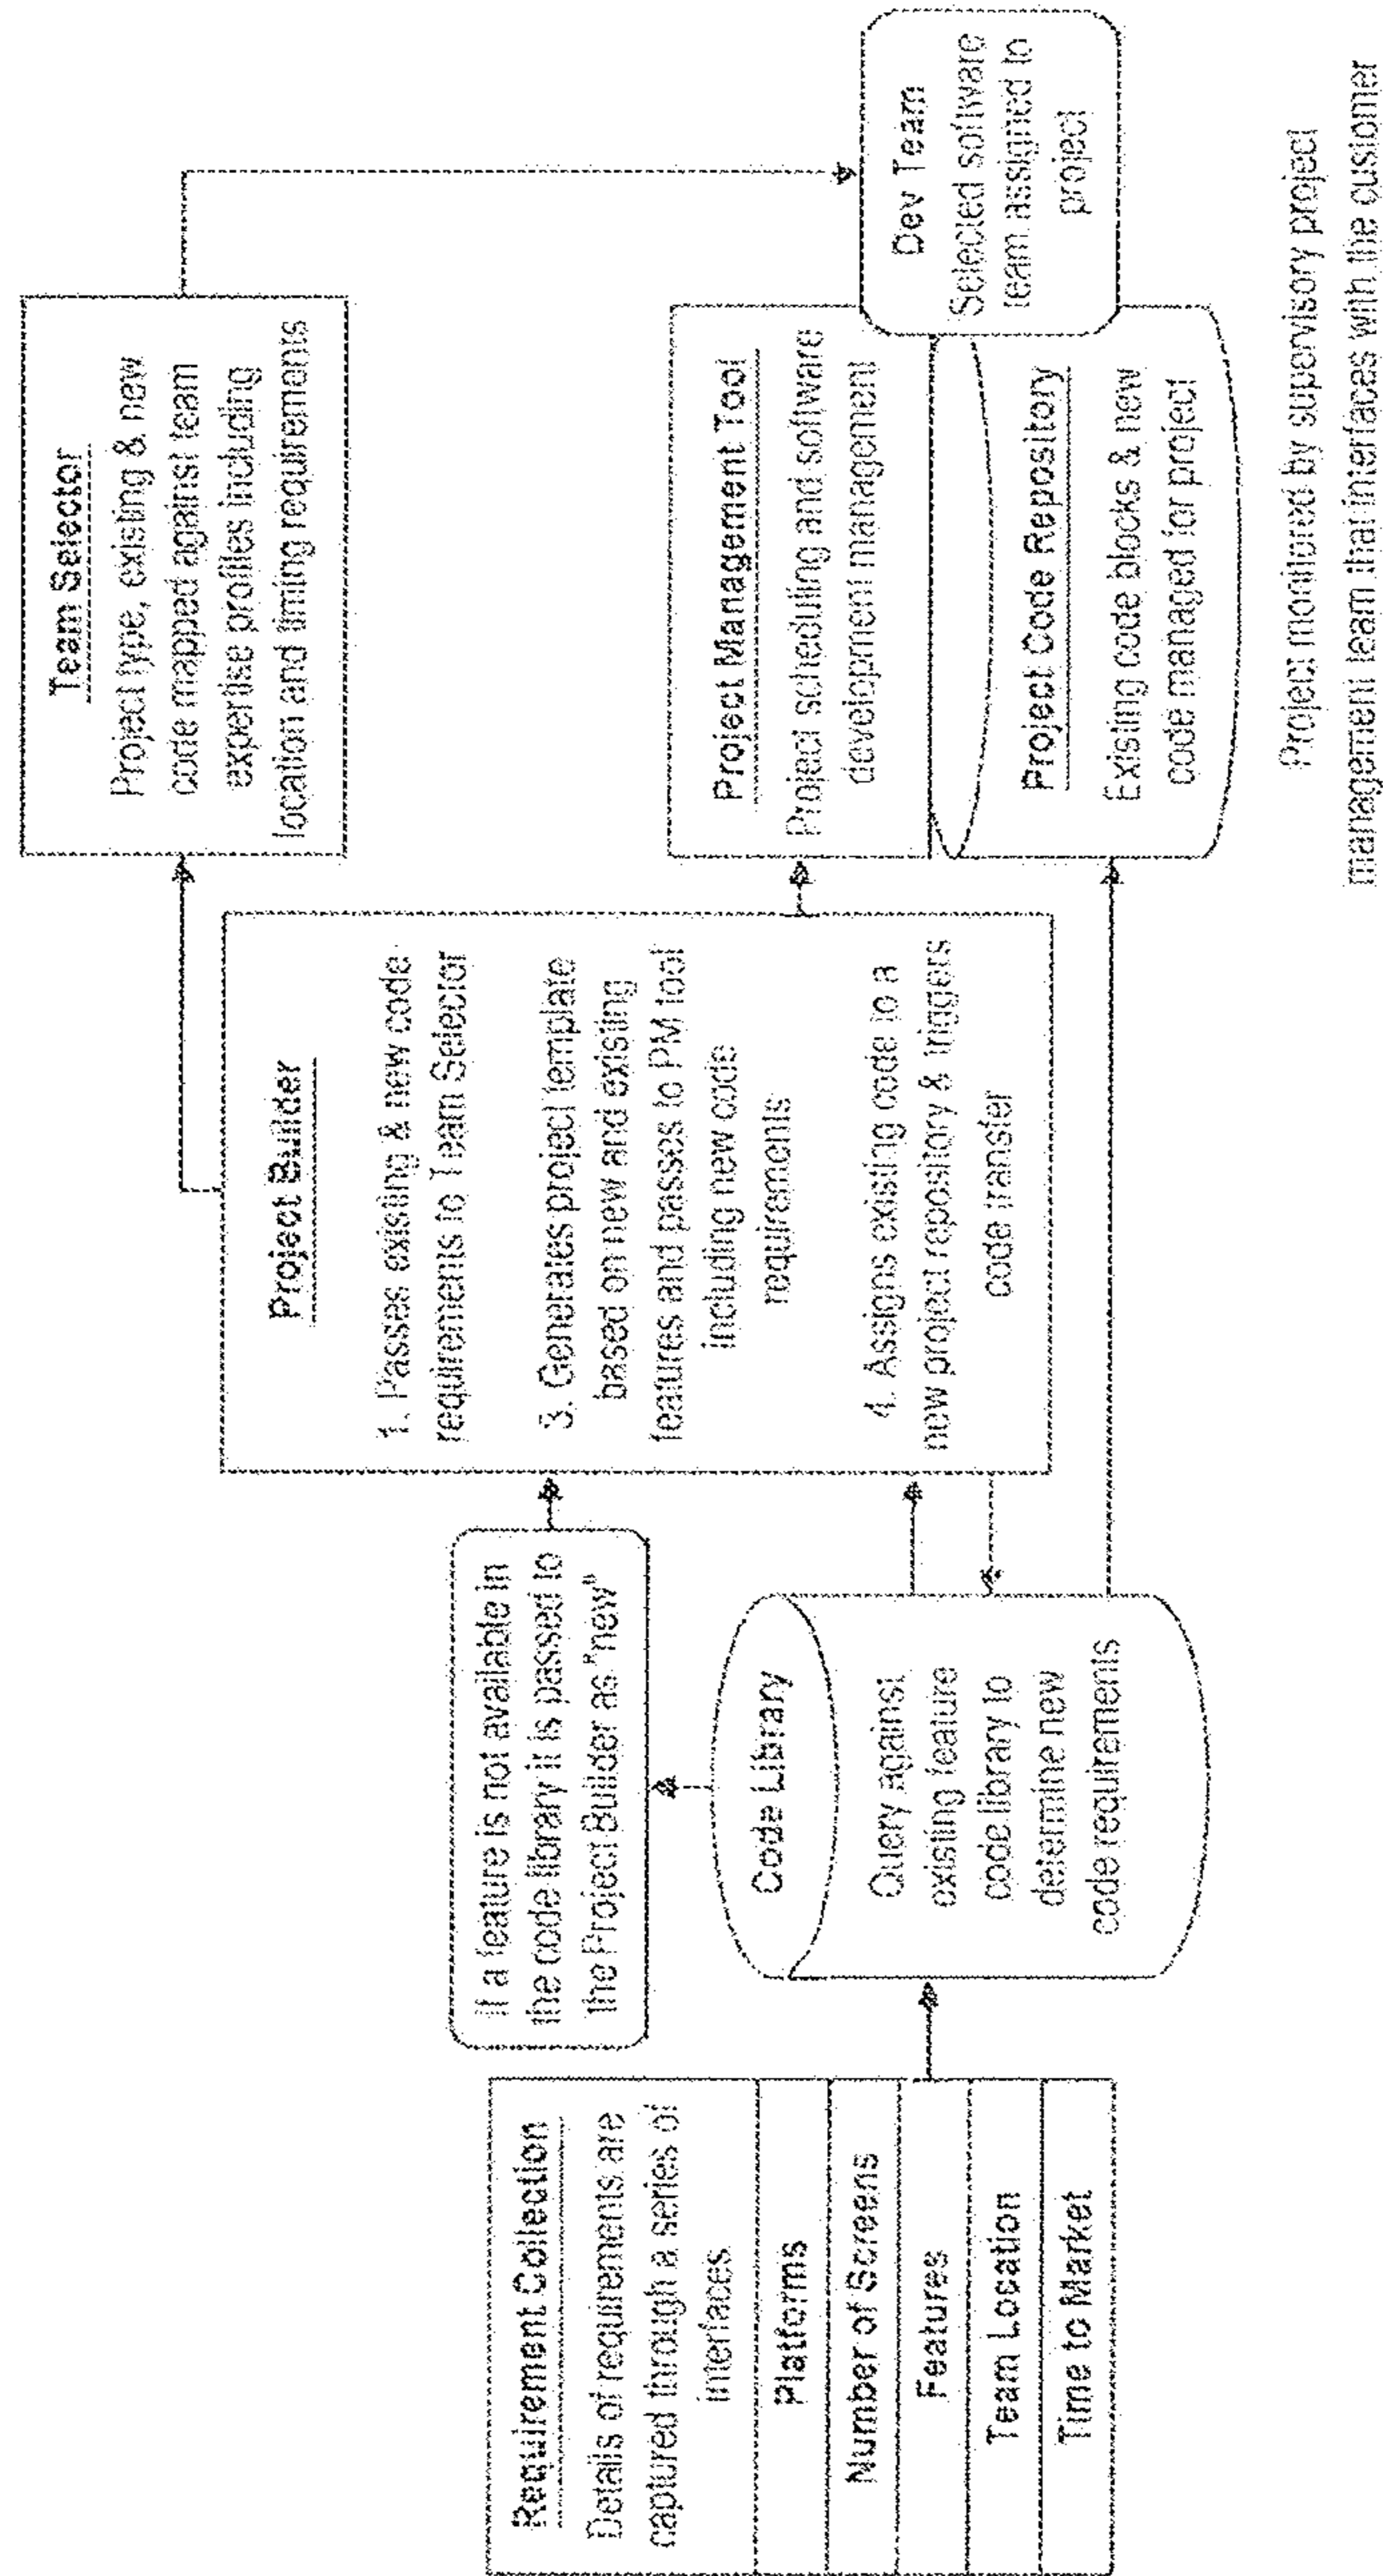 Requirement Collection
Details of requirements are
captured through a series of
interfaces
Platforms
Number of Screens
Features
Team Location
Time to Market
If a feature is not available in
the code library it is passed to
the Project Builder as "new"
Code Library
Query against
existing feature
code library to
determine new
code requirements
Project Builder
1. Passes existing & new code
requirements to Team Selector
3. Generates project template
based on new and existing
features and passes to PM tool
including new code
requirements
4. Assigns existing code to a
new project repository & triggers
code transfer
Team Selector
Project type, existing & new
code mapped against team
expertise profiles including
location and timing requirements
Project Management Tool
Project scheduling and software
development management
Project Code Repository
Existing code blocks & new
code managed for project
Dev Team
Selected software
team assigned to
project
Project monitored by supervisory project
management team that interfaces with the customer